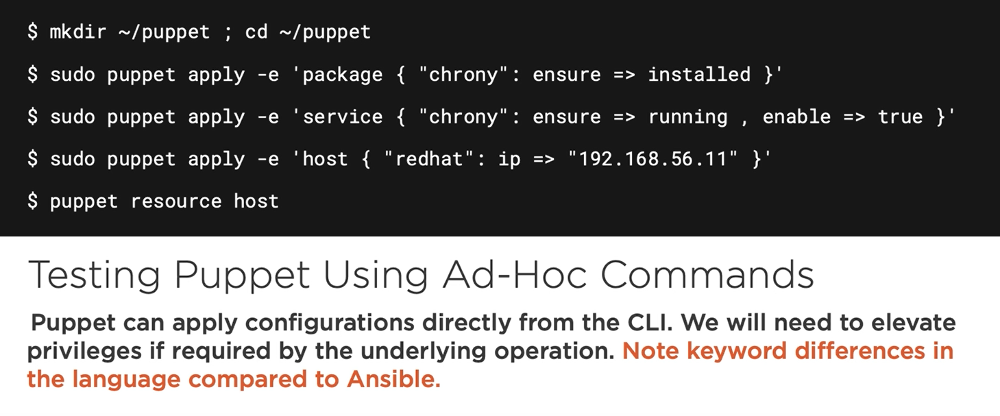 $ mkdir ~/puppet ; cd ~/puppet
$ sudo puppet apply -e 'package { "chrony": ensure => installed }'
$ sudo puppet apply -e 'service { "chrony": ensure => running , enable => true }'
$ sudo puppet apply -e 'host { "redhat": ip => "192.168.56.11" }'
$ puppet resource host
Testing Puppet Using Ad-Hoc Commands
Puppet can apply configurations directly from the CLI. We will need to elevate
privileges if required by the underlying operation. Note keyword differences in
the language compared to Ansible.